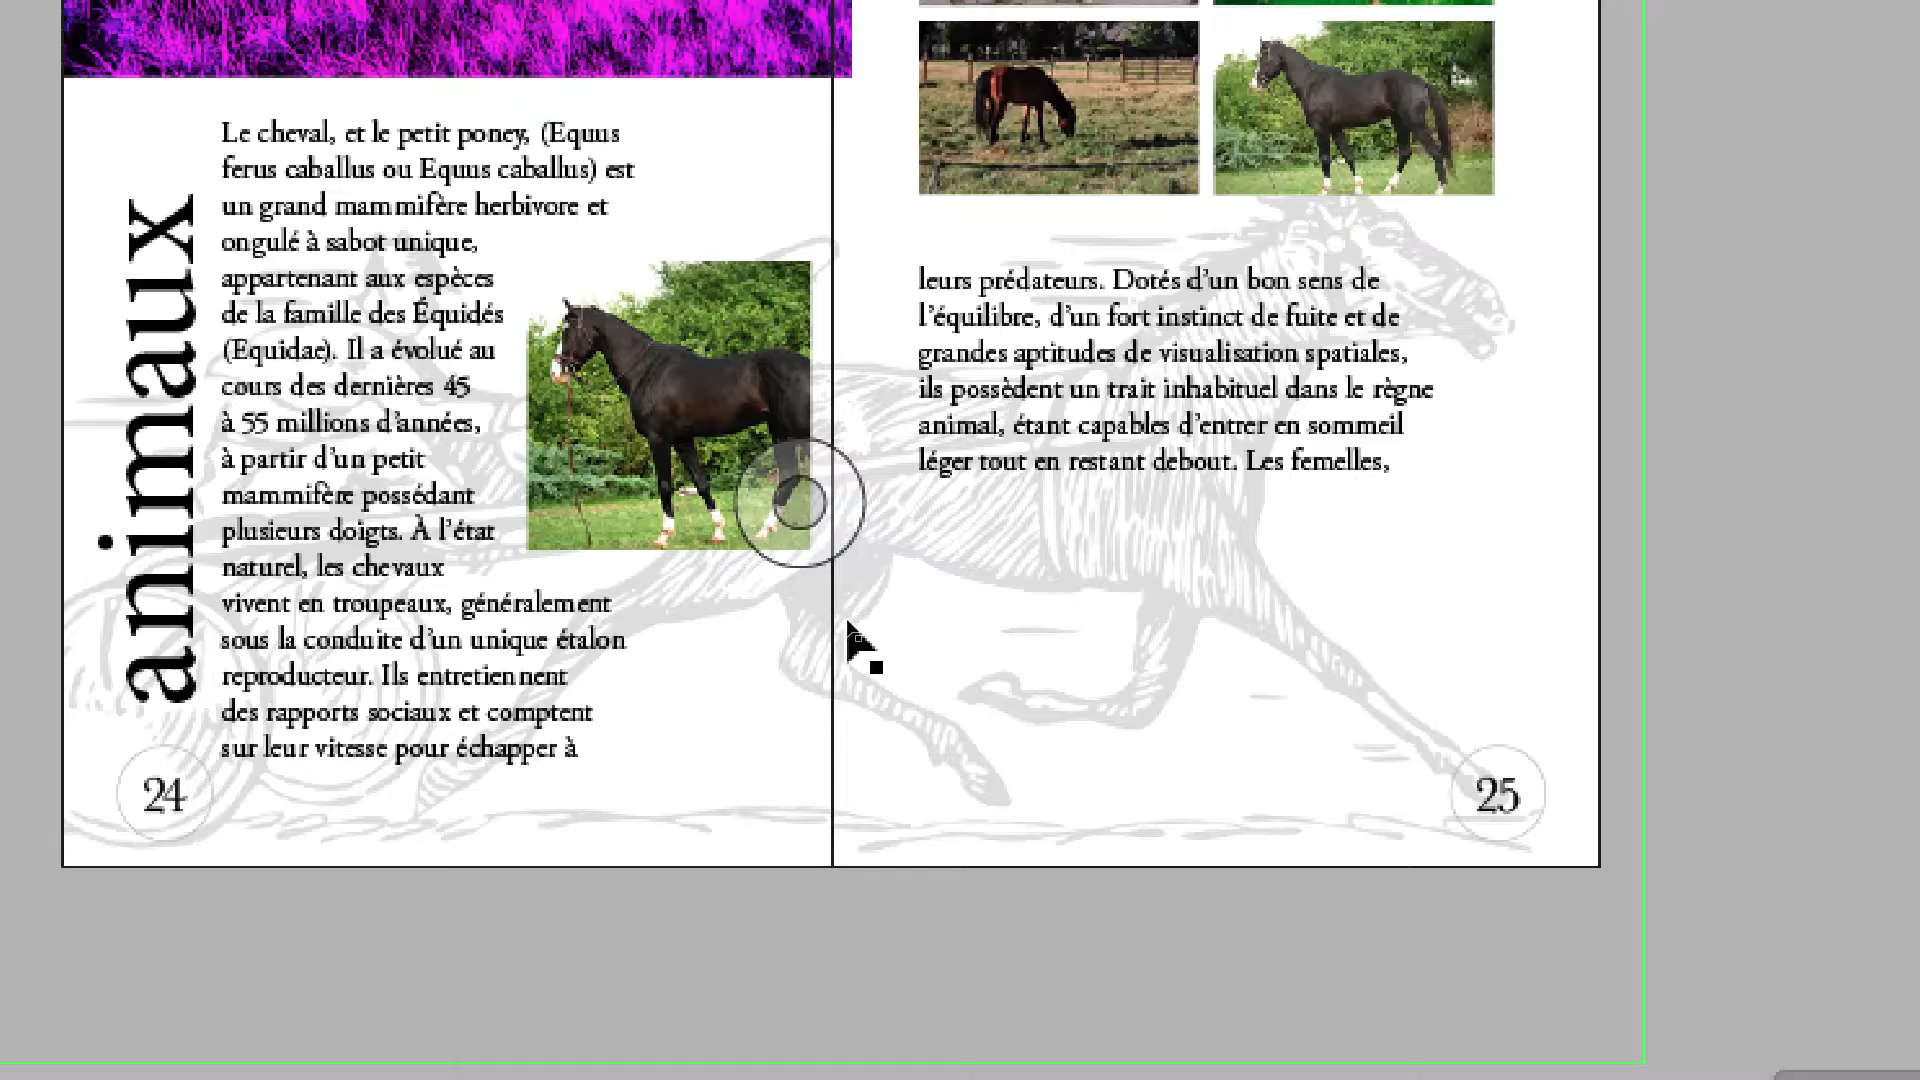 animaux
Le cheval, et le petit poney, (Equus
ferus caballus ou Equus caballus) est
un grand mammifère herbivore et
ongulé à sabot unique,
appartenant aux espèces
de la famille des Équidés
(Equidae). Il a évolué au
cours des dernières 45
à 55 millions d'années,
à partir d'un petit
mammifère possédant
plusieurs doigts. À l'état
naturel, les chevaux
vivent en troupeaux, généralement
sous la conduite d'un unique étalon
reproducteur. Ils entretiennent
des rapports sociaux et comptent
sur leur vitesse pour échapper à
24
leurs prédateurs. Dotés d'un bon sens de
l'équilibre, d'un fort instinct de fuite et de
grandes aptitudes de visualisation spatiales,
ils possèdent un trait inhabituel dans le règne
animal, étant capables d'entrer en sommeil
léger tout en restant debout. Les femelles,
25